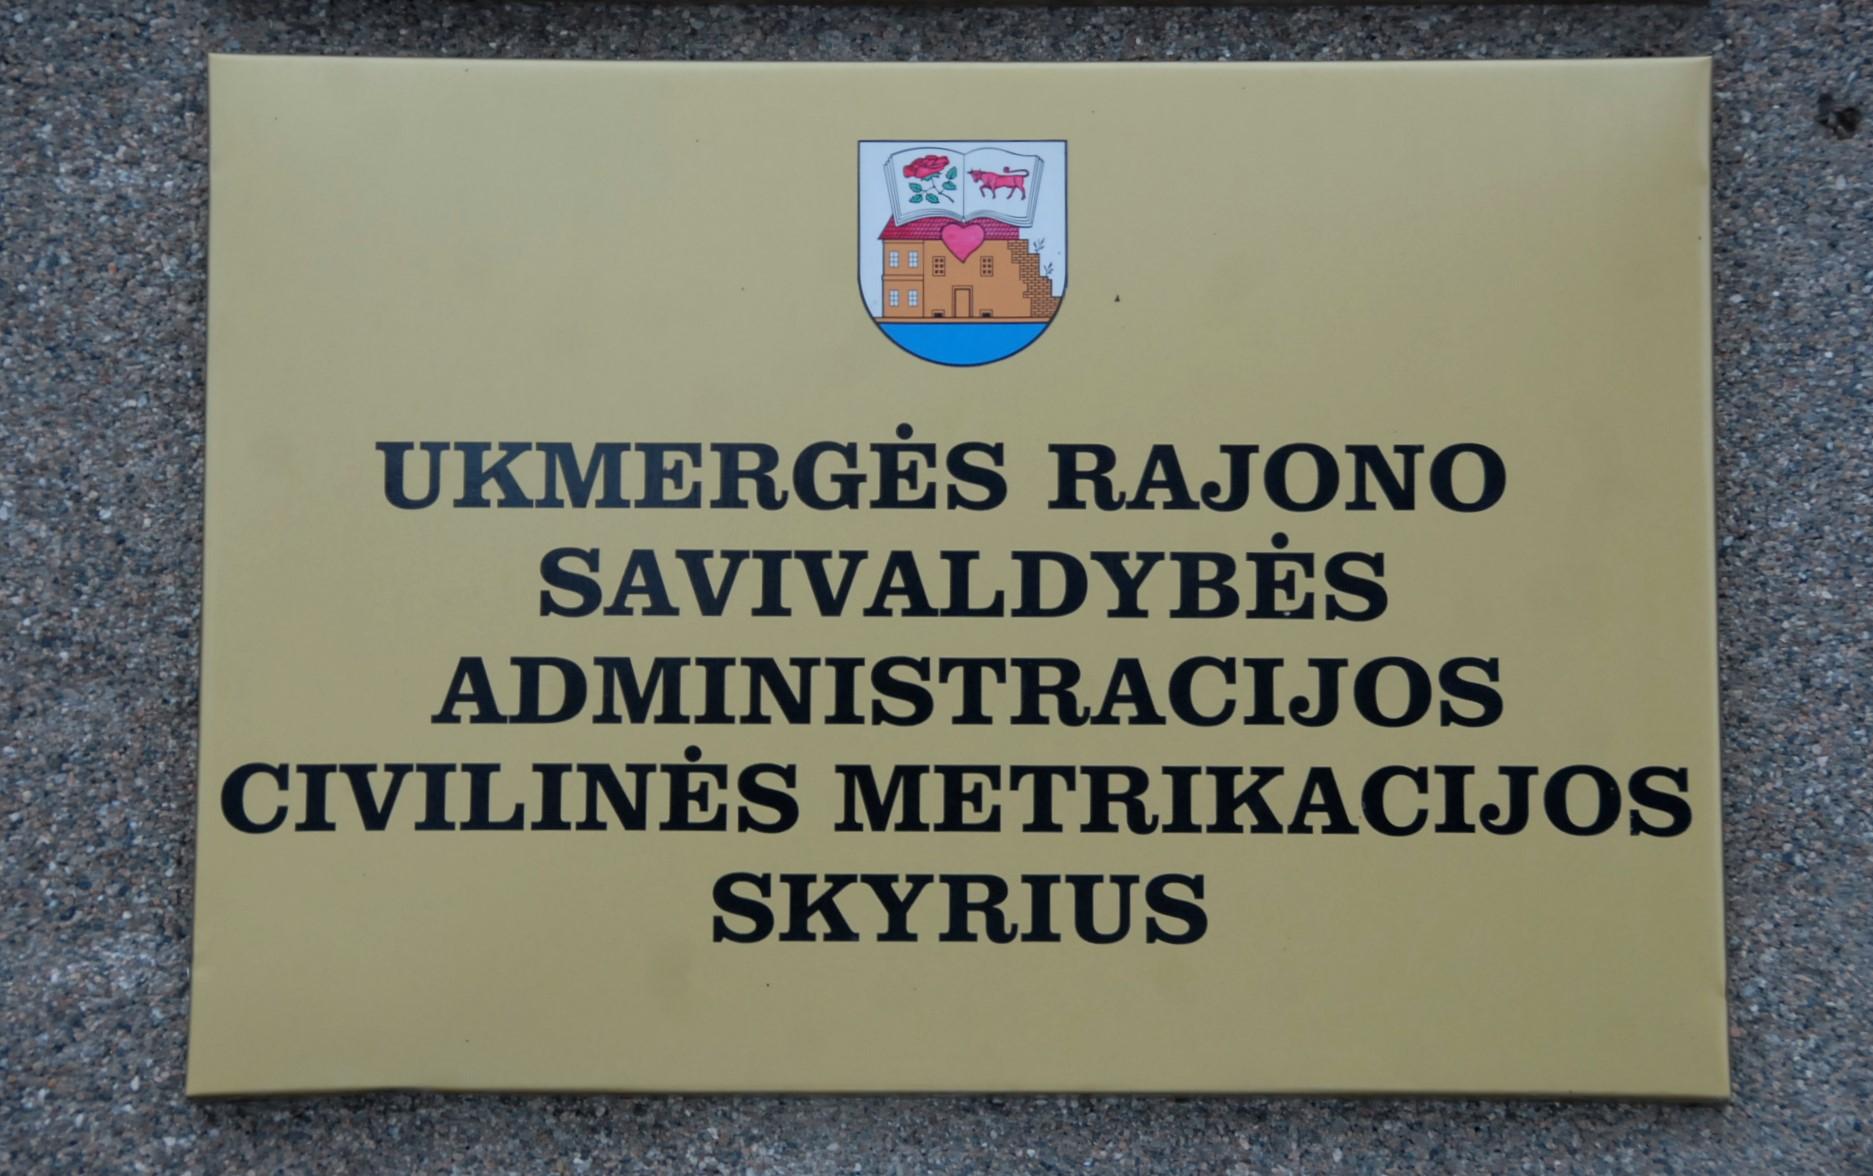 UKMERGĖS RAJONO
SAVIVALDYBĖS
ADMINISTRACIJOS
CIVILINĖS METRIKACIJOS
SKYRIUS